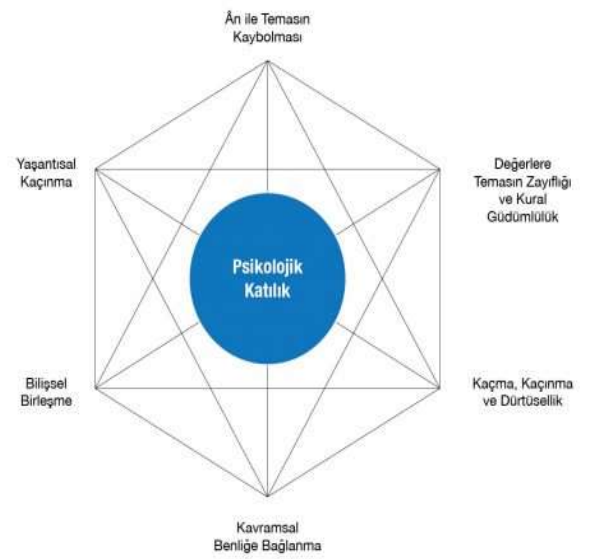 Ân ile Temasın
Kaybolması
Yaşantısal
Kaçınma
Değerlere
Temasın Zayıflığı
ve Kural
Güdümlülük
Psikolojik
Katılık
Bilişsel
Birleşme
Kaçma, Kaçınma
ve Dürtüsellik
Kavramsal
Benliğe Bağlanma